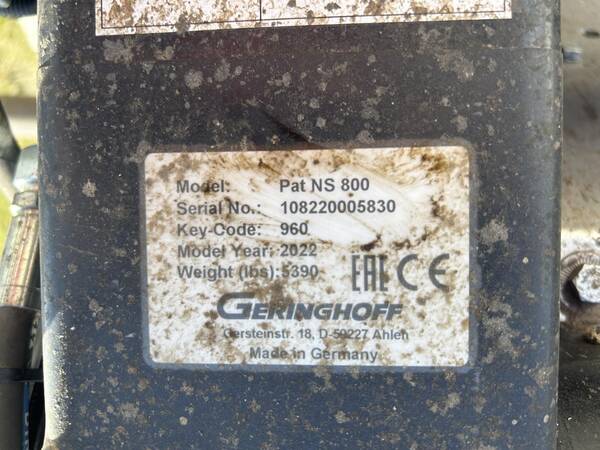 Model: Pat NS 800
Serial No.: 108220005830
Key-Code: 960
Model Year: 2022
Weight (lbs): 5390
EAC CE
GERINGHOFF
Gersteinstr. 18, D-59227 Ahlen
Made in Germany